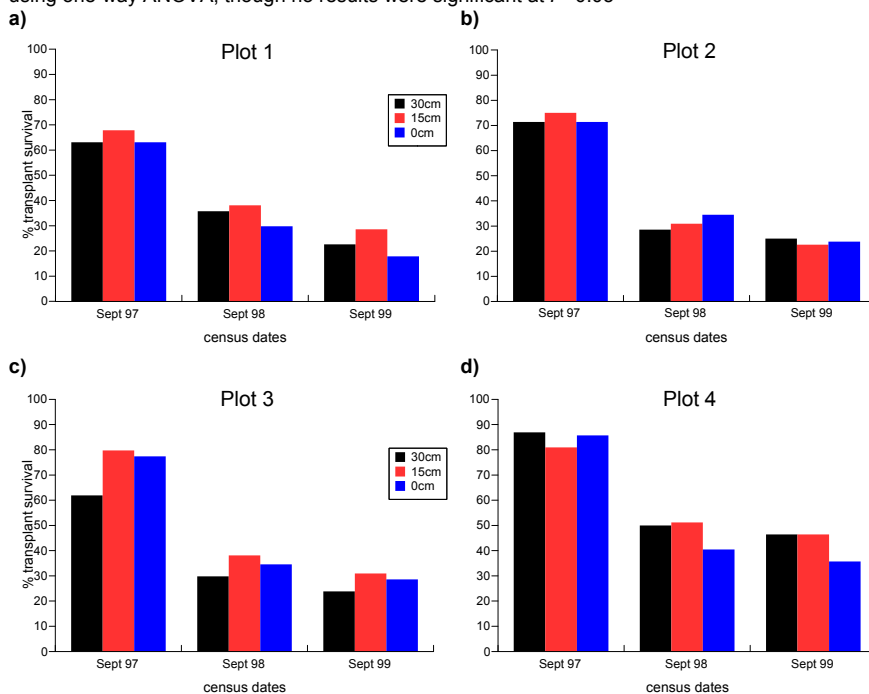 using one-way ANOVA, though no results were significant at
a)
Plot 1
100
90
80
70
60
50
40
30
20
10
0
% transplant survival
30cm
15cm
0cm
Sept 97 Sept 98 Sept 99
census dates
b)
Plot 2
100
90
80
70
60
50
40
30
20
10
0
Sept 97 Sept 98 Sept 99
census dates
c)
Plot 3
100
90
80
70
60
50
40
30
20
10
0
% transplant survival
30cm
15cm
0cm
Sept 97 Sept 98 Sept 99
census dates
d)
Plot 4
100
90
80
70
60
50
40
30
20
10
0
Sept 97 Sept 98 Sept 99
census dates